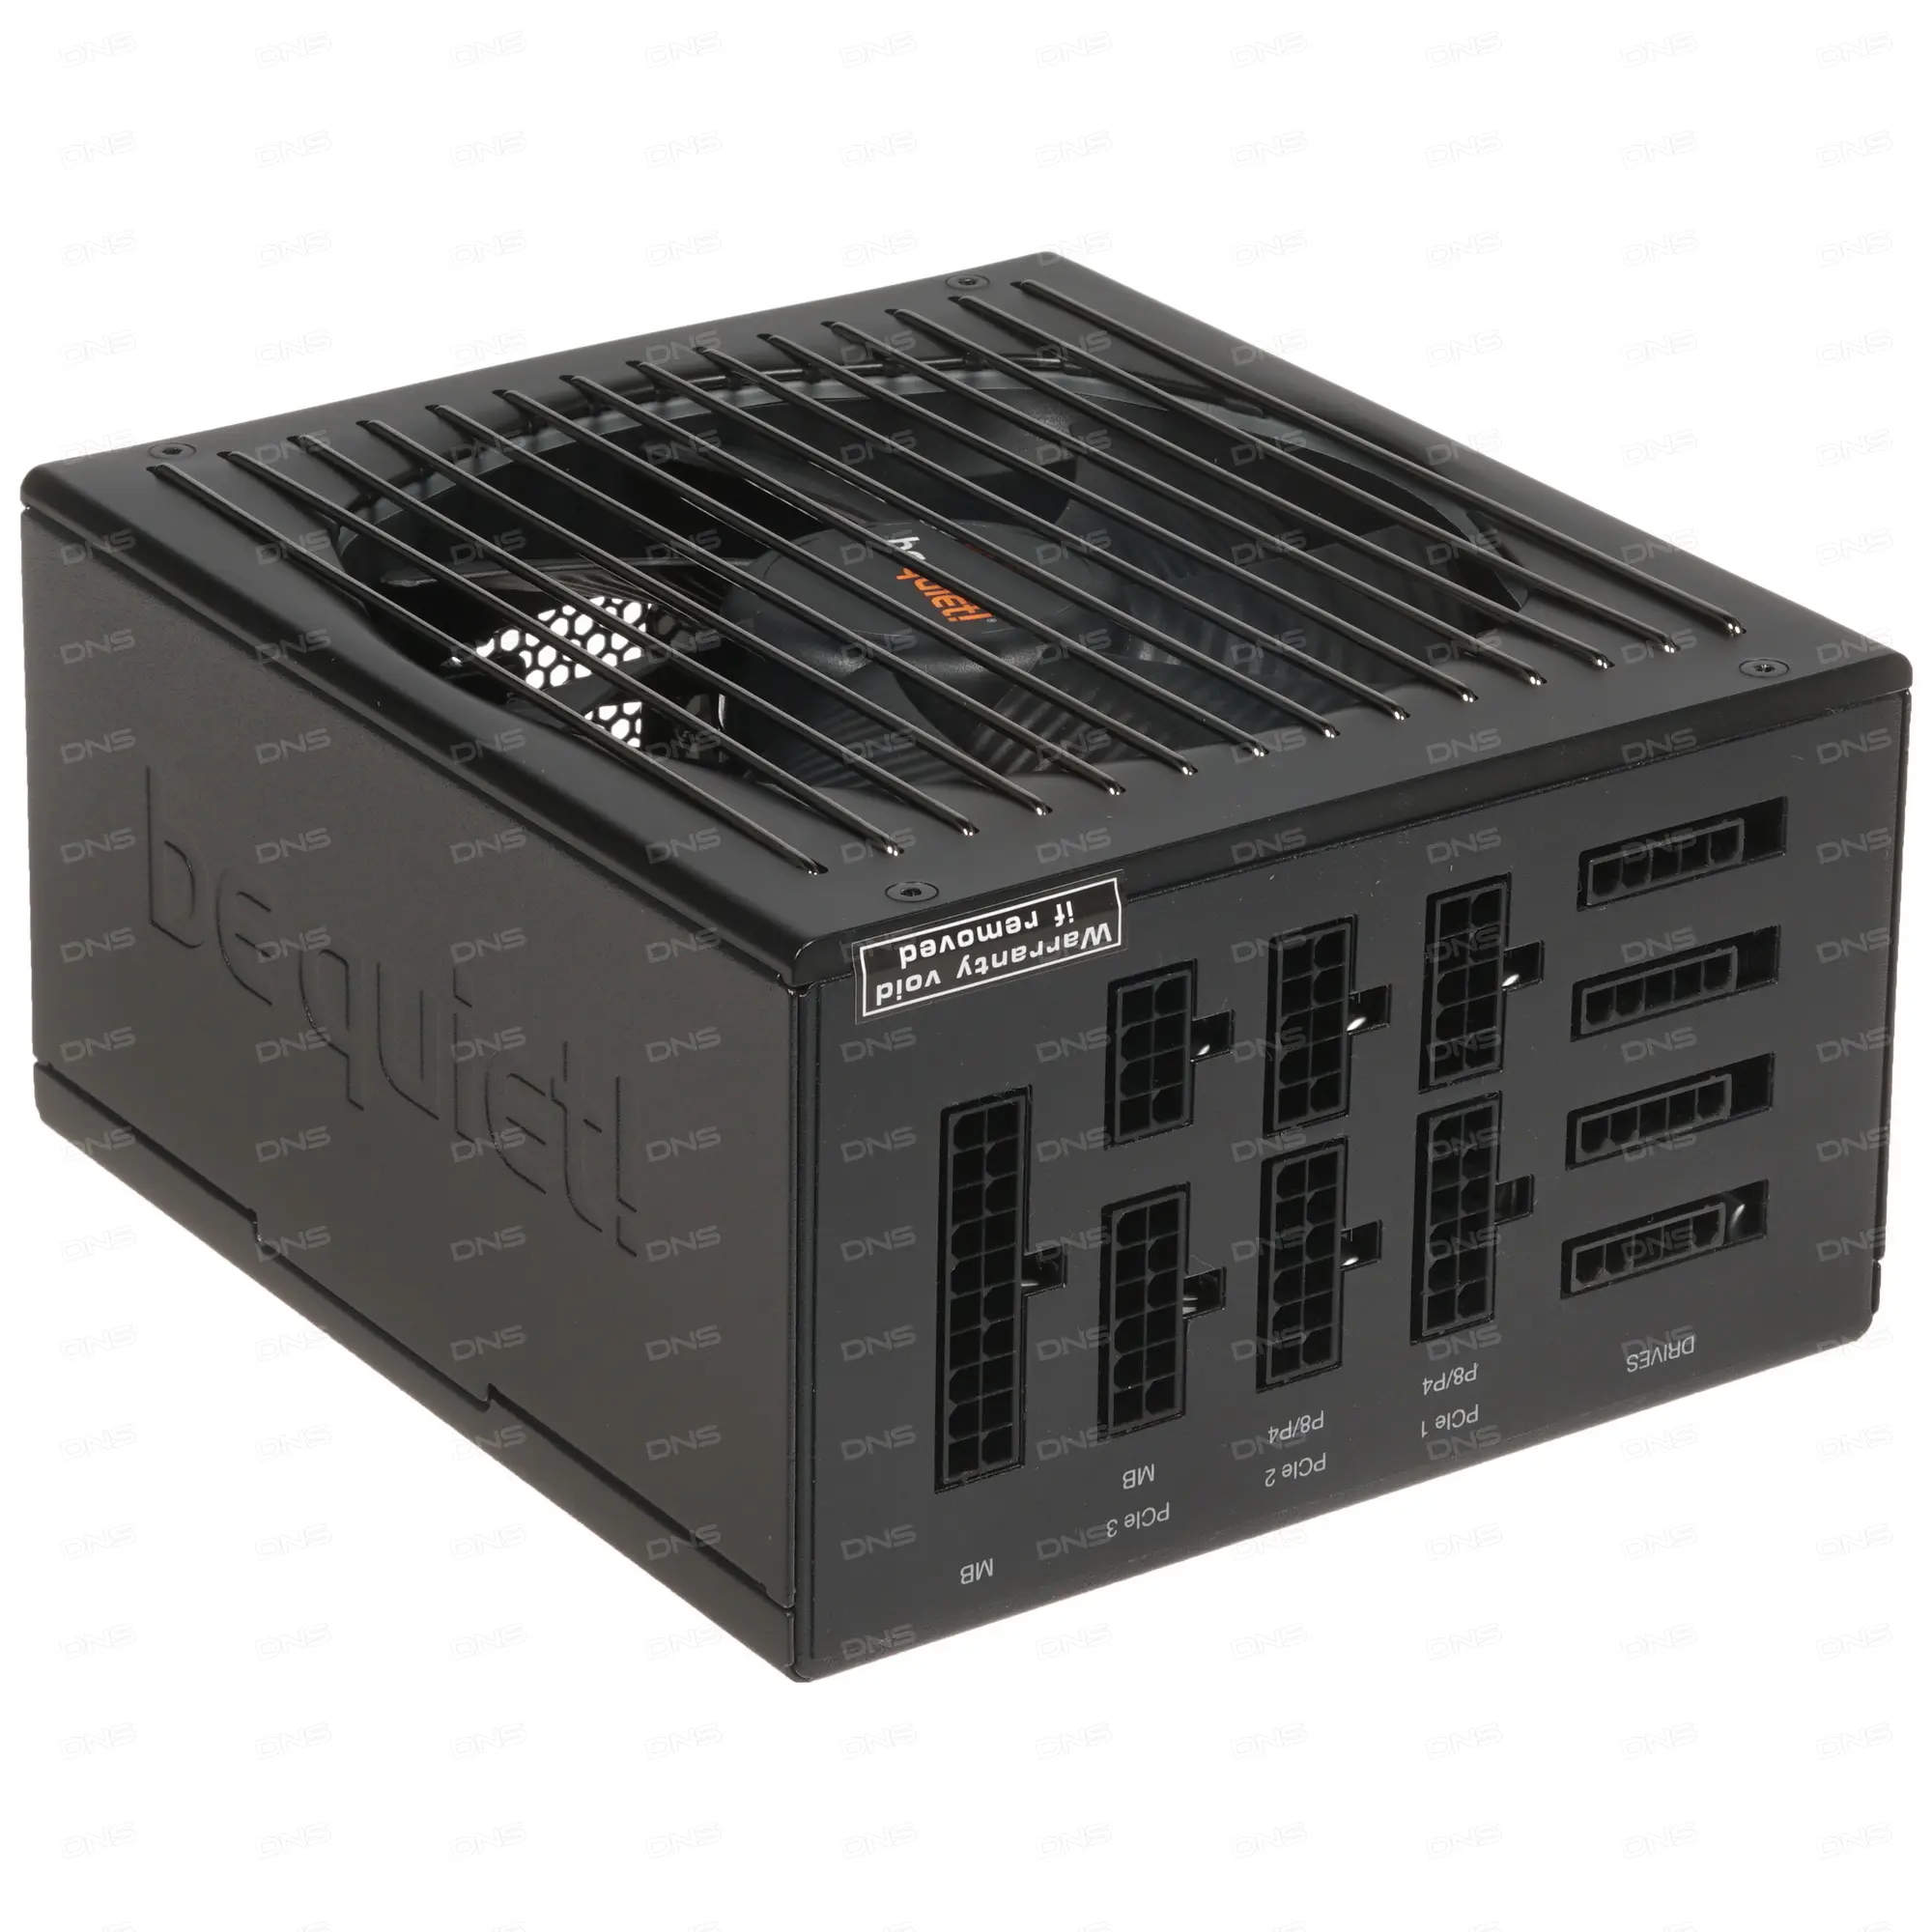 be
quiet!
be quiet!
Warranty void
if removed
MB
MB
PCIe 3
P8/P4
PCIe 2
P8/P4
PCIe 1
DRIVES
DNS